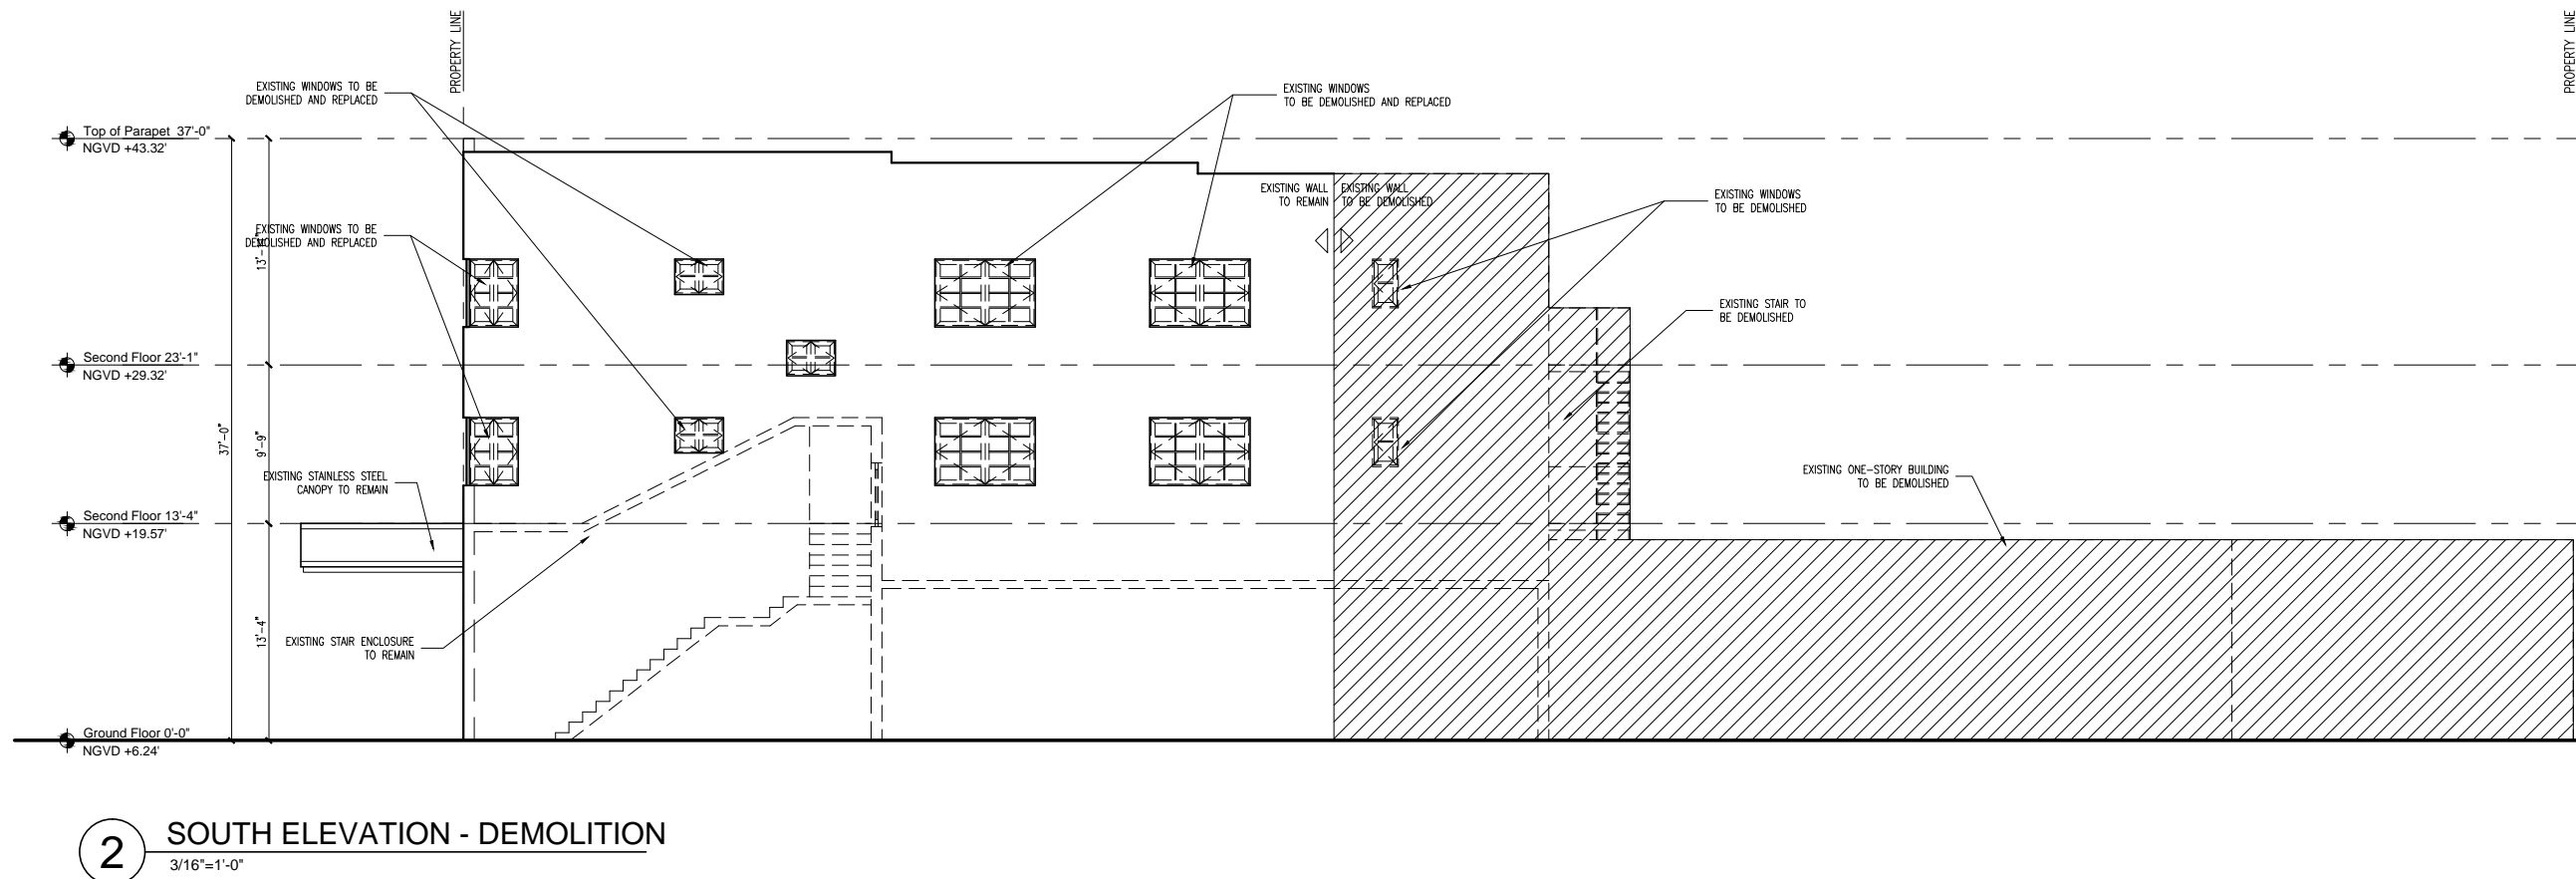 PROPERTY LINE
PROPERTY LINE
EXISTING WINDOWS TO BE
DEMOLISHED AND REPLACED
EXISTING WINDOWS
TO BE DEMOLISHED AND REPLACED
Top of Parapet 37'-0"
NGVD +43.32'
EXISTING WALL
TO REMAIN
EXISTING WALL
TO BE DEMOLISHED
EXISTING WINDOWS
TO BE DEMOLISHED
EXISTING WINDOWS TO BE
DEMOLISHED AND REPLACED
EXISTING STAIR TO
BE DEMOLISHED
Second Floor 23'-1"
NGVD +29.32'
37'-0"
9'-9"
EXISTING STAINLESS STEEL
CANOPY TO REMAIN
EXISTING ONE-STORY BUILDING
TO BE DEMOLISHED
Second Floor 13'-4"
NGVD +19.57'
13'-4"
EXISTING STAIR ENCLOSURE
TO REMAIN
Ground Floor 0'-0"
NGVD +6.24'
2
SOUTH ELEVATION - DEMOLITION
3/16"=1'-0"